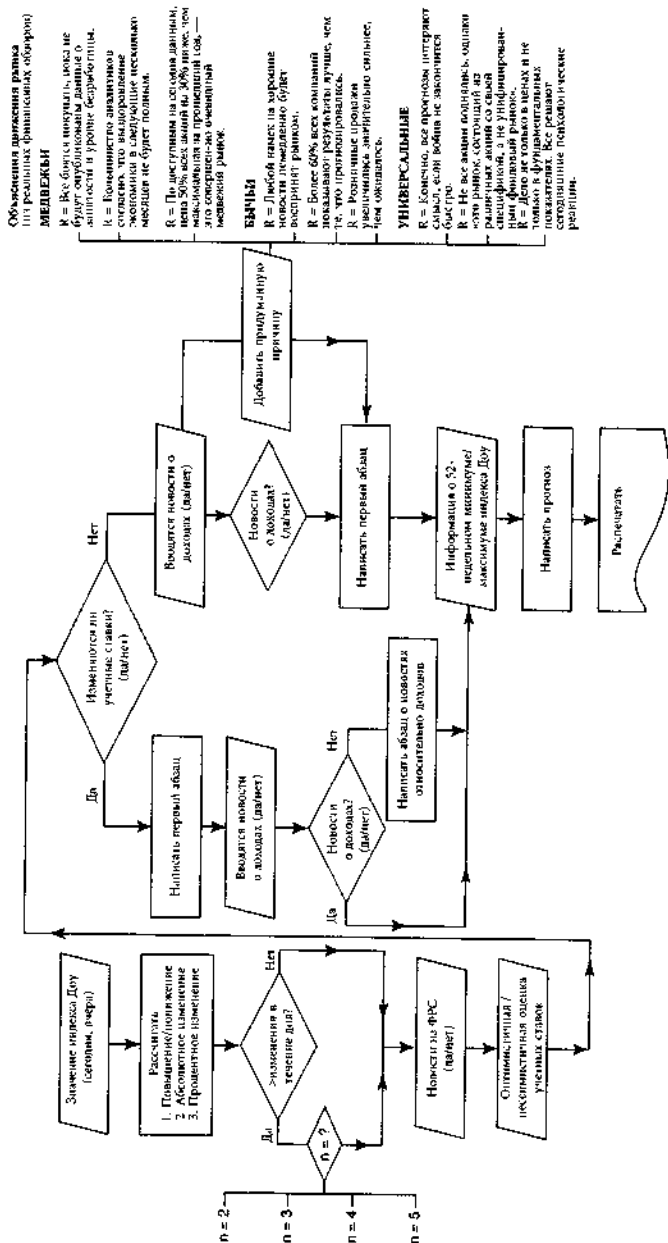 Значение индекса Доу
(сегодня, вчера)
Рассчитать
1. Повышение/понижение
2. Абсолютное изменение
3. Процентное изменение
>изменения в
течение дня?
Да
Нет
n = ?
n = 2
n = 3
n = 4
n = 5
Новости из ФРС
(да/нет)
Оптимистичная /
пессимистичная оценка
учетных ставок
Изменяются ли
учетные ставки?
(да/нет)
Да
Нет
Написать первый абзац
Вводятся новости
о доходах (да/нет)
Новости
о доходах?
(да/нет)
Да
Нет
Написать абзац о новостях
относительно доходов
Вводятся новости о
доходах (да/нет)
Новости
о доходах?
(да/нет)
Добавить придуманную
причину
Написать первый абзац
Информация о 52-
недельном минимуме/
максимуме индекса Доу
Написать прогноз
Распечатать
Объяснения движения рынка
(из реальных финансовых обзоров)
МЕДВЕЖЬИ
R = Все боятся покупать, пока не
будут опубликованы данные о
занятости и уровне безработицы.
R = Большинство аналитиков
согласно, что выздоровление
экономики в следующие несколько
месяцев не будет полным.
R = По доступным на сегодня данным,
цена 50% всех акций на 30% ниже, чем
максимальная за прошедший год, —
это совершенно очевидный
медвежий рынок.
БЫЧЬИ
R = Любой намек на хорошие
новости немедленно будет
воспринят рынком.
R = Более 60% всех компаний
показывают результаты лучше, чем
те, что прогнозировались.
R = Розничные продажи
увеличились значительно сильнее,
чем ожидалось.
УНИВЕРСАЛЬНЫЕ
R = Конечно, все прогнозы потеряют
смысл, если война не закончится
быстро.
R = Не все акции поднялись, однако
«это рынок, состоящий из
различных акций со своей
спецификой, а не унифицирован-
ный фондовый рынок».
R = Дело не только в ценах и не
только в фундаментальных
показателях. Все решают
сегодняшние психологические
реакции.